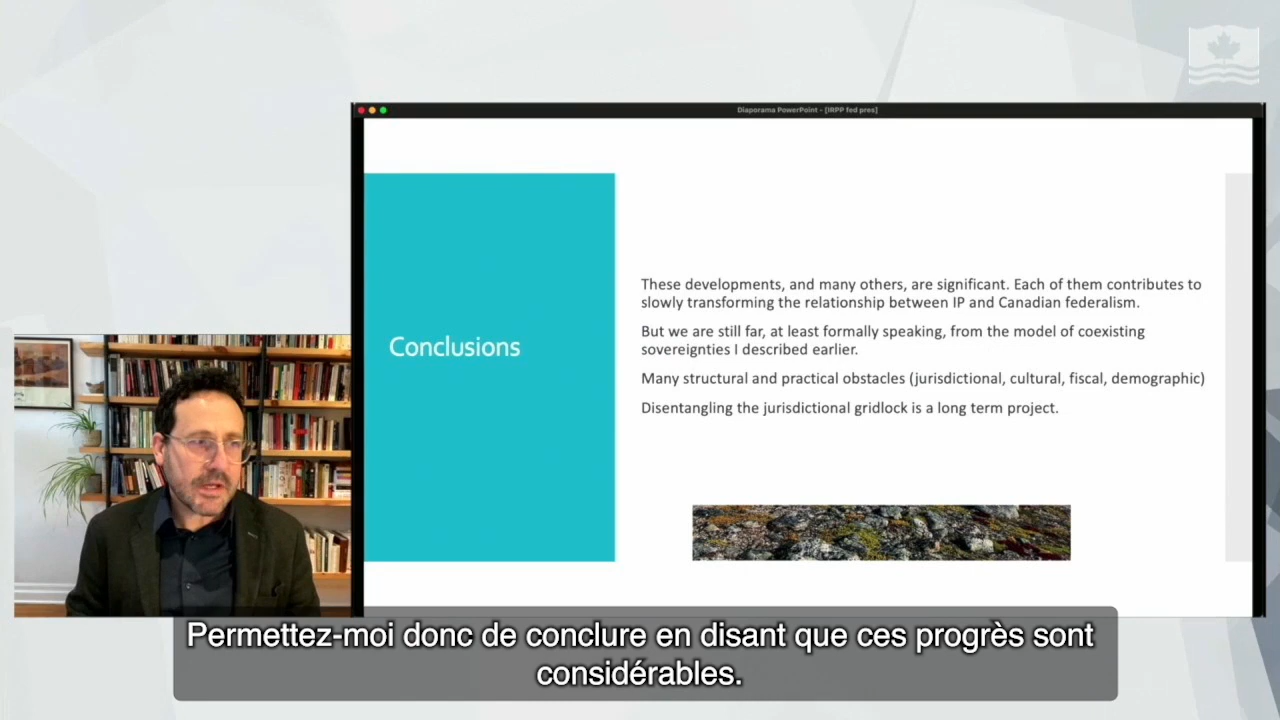 Diaporama PowerPoint - [IRPP fed pres]
Conclusions
These developments, and many others, are significant. Each of them contributes to
slowly transforming the relationship between IP and Canadian federalism.
But we are still far, at least formally speaking, from the model of coexisting
sovereignties I described earlier.
Many structural and practical obstacles (jurisdictional, cultural, fiscal, demographic)
Disentangling the jurisdictional gridlock is a long term project.
Permettez-moi donc de conclure en disant que ces progrès sont
considérables.